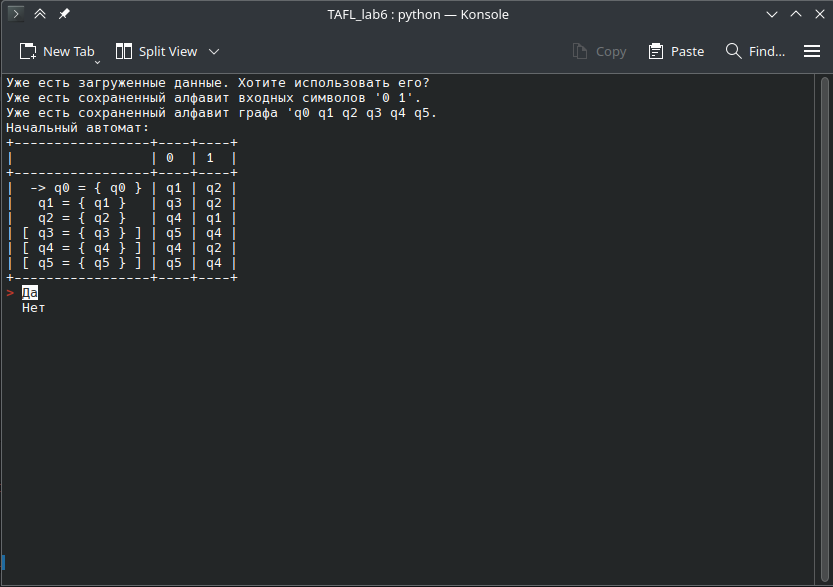 TAFL_lab6 : python — Konsole
New Tab Split View Copy Paste Find...
Уже есть загруженные данные. Хотите использовать его?
Уже есть сохраненный алфавит входных символов '0 1'.
Уже есть сохраненный алфавит графа 'q0 q1 q2 q3 q4 q5.
Начальный автомат:
+-----------------+----+----+
|                 | 0  | 1  |
+-----------------+----+----+
|  -> q0 = { q0 } | q1 | q2 |
|   q1 = { q1 }   | q3 | q2 |
|   q2 = { q2 }   | q4 | q1 |
| [ q3 = { q3 } ] | q5 | q4 |
| [ q4 = { q4 } ] | q4 | q2 |
| [ q5 = { q5 } ] | q5 | q4 |
+-----------------+----+----+
> Да
  Нет